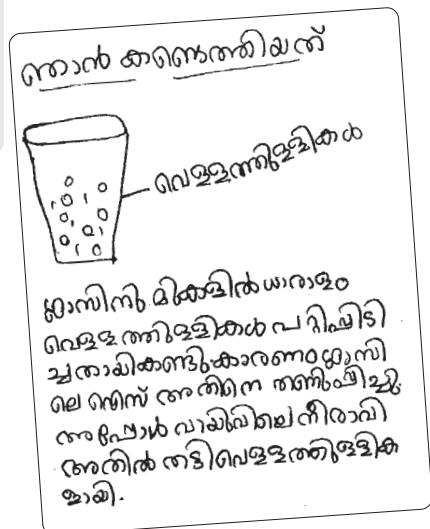 ഞാൻ കണ്ടെത്തിയത്
വെള്ളത്തുള്ളികൾ
ഗ്ലാസിനു മുകളിൽ ധാരാളം
വെള്ളത്തുള്ളികൾ പറ്റിപ്പിടി
ച്ചതായികണ്ടു.കാരണം ഗ്ലാസി
ലെ ഐസ് അതിനെ തണുപ്പിച്ചു.
അപ്പോൾ വായുവിലെ നീരാവി
അതിൽ തട്ടി വെള്ളത്തുള്ളിക
ളായി.